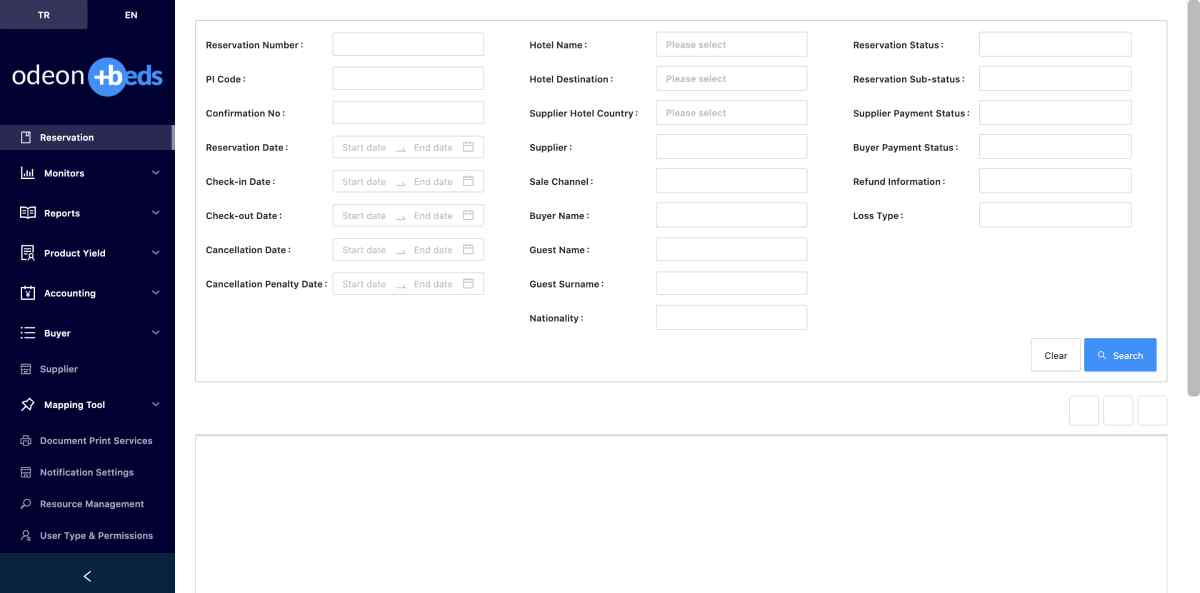 TR
EN
odeon +beds
Reservation
Monitors
Reports
Product Yield
Accounting
Buyer
Supplier
Mapping Tool
Document Print Services
Notification Settings
Resource Management
User Type & Permissions
Reservation Number :
PI Code :
Confirmation No :
Reservation Date : Start date End date
Check-in Date : Start date End date
Check-out Date : Start date End date
Cancellation Date : Start date End date
Cancellation Penalty Date : Start date End date
Hotel Name : Please select
Hotel Destination : Please select
Supplier Hotel Country : Please select
Supplier :
Sale Channel :
Buyer Name :
Guest Name :
Guest Surname :
Nationality :
Reservation Status :
Reservation Sub-status :
Supplier Payment Status :
Buyer Payment Status :
Refund Information :
Loss Type :
Clear
Search